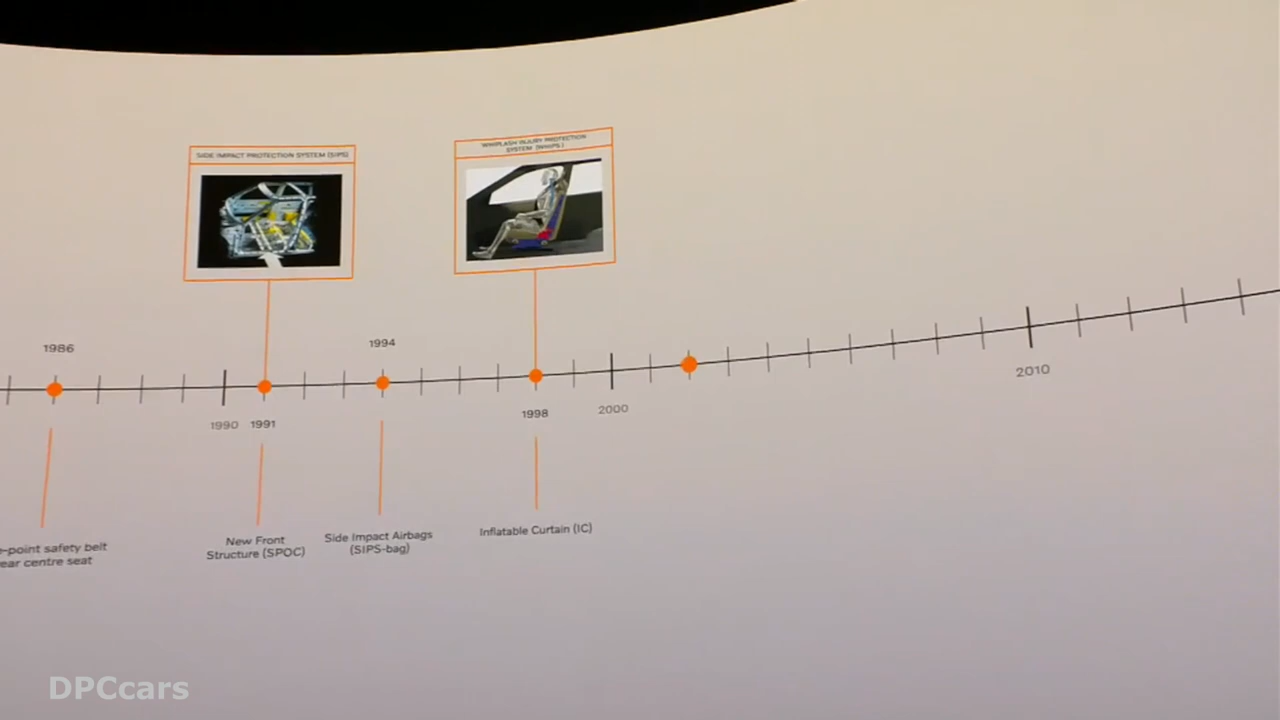 SIDE IMPACT PROTECTION SYSTEM (SIPS)
WHIPLASH INJURY PROTECTION
SYSTEM (WHIPS)
1986
1994
1990
1991
1998
2000
2010
-point safety belt
ear centre seat
New Front
Structure (SPOC)
Side Impact Airbags
(SIPS-bag)
Inflatable Curtain (IC)
DPCcars